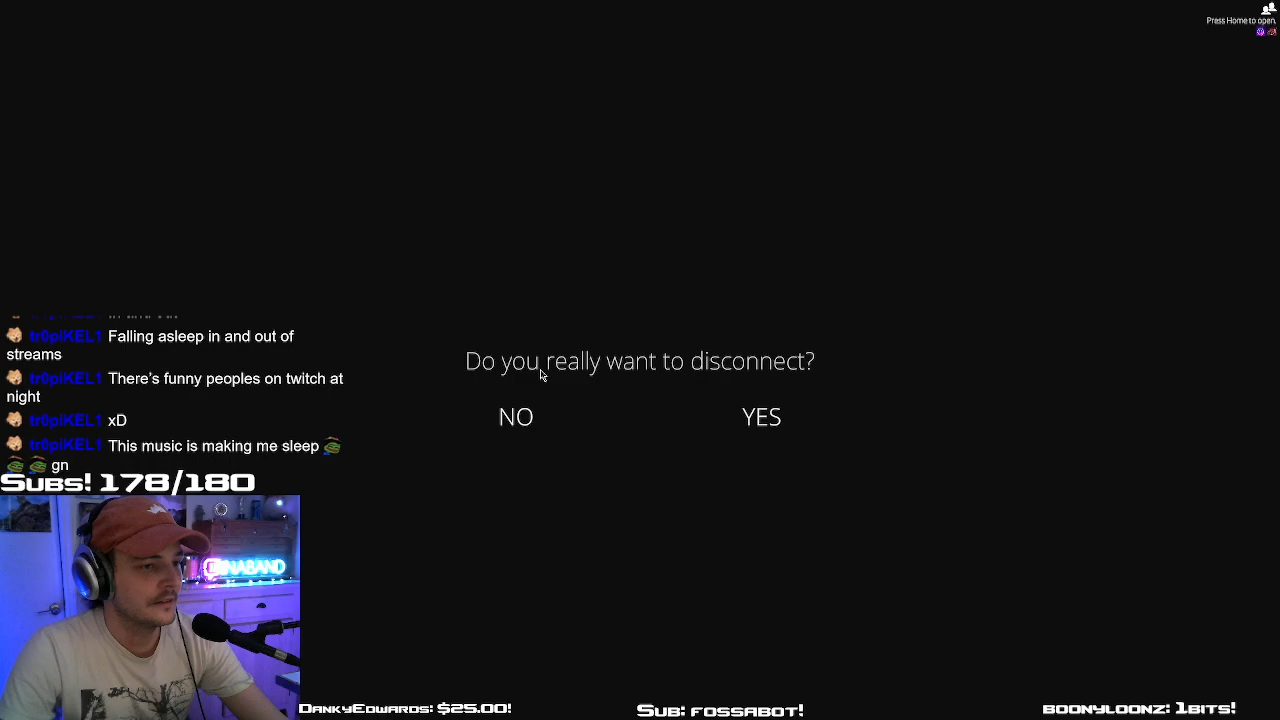 Press Home to open.
tr0piKEL1 Falling asleep in and out of
streams
tr0piKEL1 There's funny peoples on twitch at
night
tr0piKEL1 xD
tr0piKEL1 This music is making me sleep
gn
Do you really want to disconnect?
NO YES
Subs! 178/180
DankyEdwards: $25.00!
Sub: fossabot!
boonyloonz: 1bits!